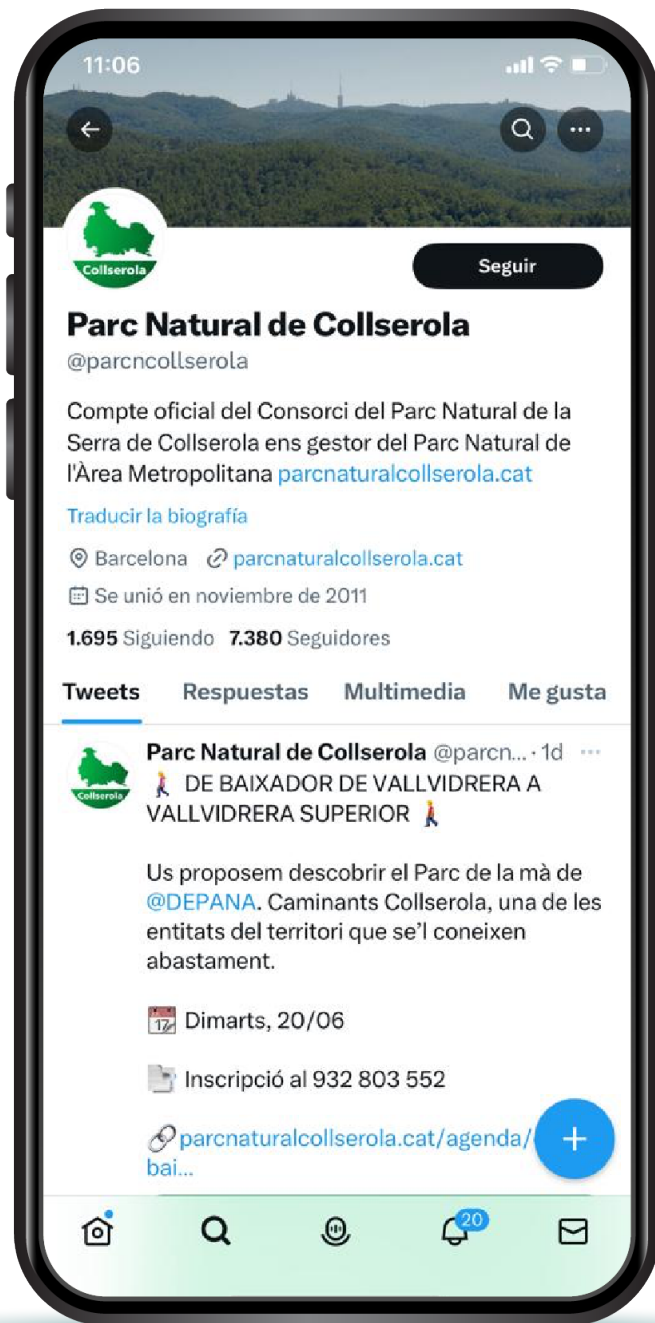 11:06
Collserola
Seguir
Parc Natural de Collserola
@parcncollserola
Compte oficial del Consorci del Parc Natural de la
Serra de Collserola ens gestor del Parc Natural de
l'Àrea Metropolitana parcnaturalcollserola.cat
Traducir la biografía
Barcelona parcnaturalcollserola.cat
Se unió en noviembre de 2011
1.695 Siguiendo 7.380 Seguidores
Tweets Respuestas Multimedia Me gusta
Collserola
Parc Natural de Collserola @parcn... · 1d
DE BAIXADOR DE VALLVIDRERA A
VALLVIDRERA SUPERIOR
Us proposem descobrir el Parc de la mà de
@DEPANA. Caminants Collserola, una de les
entitats del territori que se’l coneixen
abastament.
17 Dimarts, 20/06
Inscripció al 932 803 552
parcnaturalcollserola.cat/agenda/
bai...
20